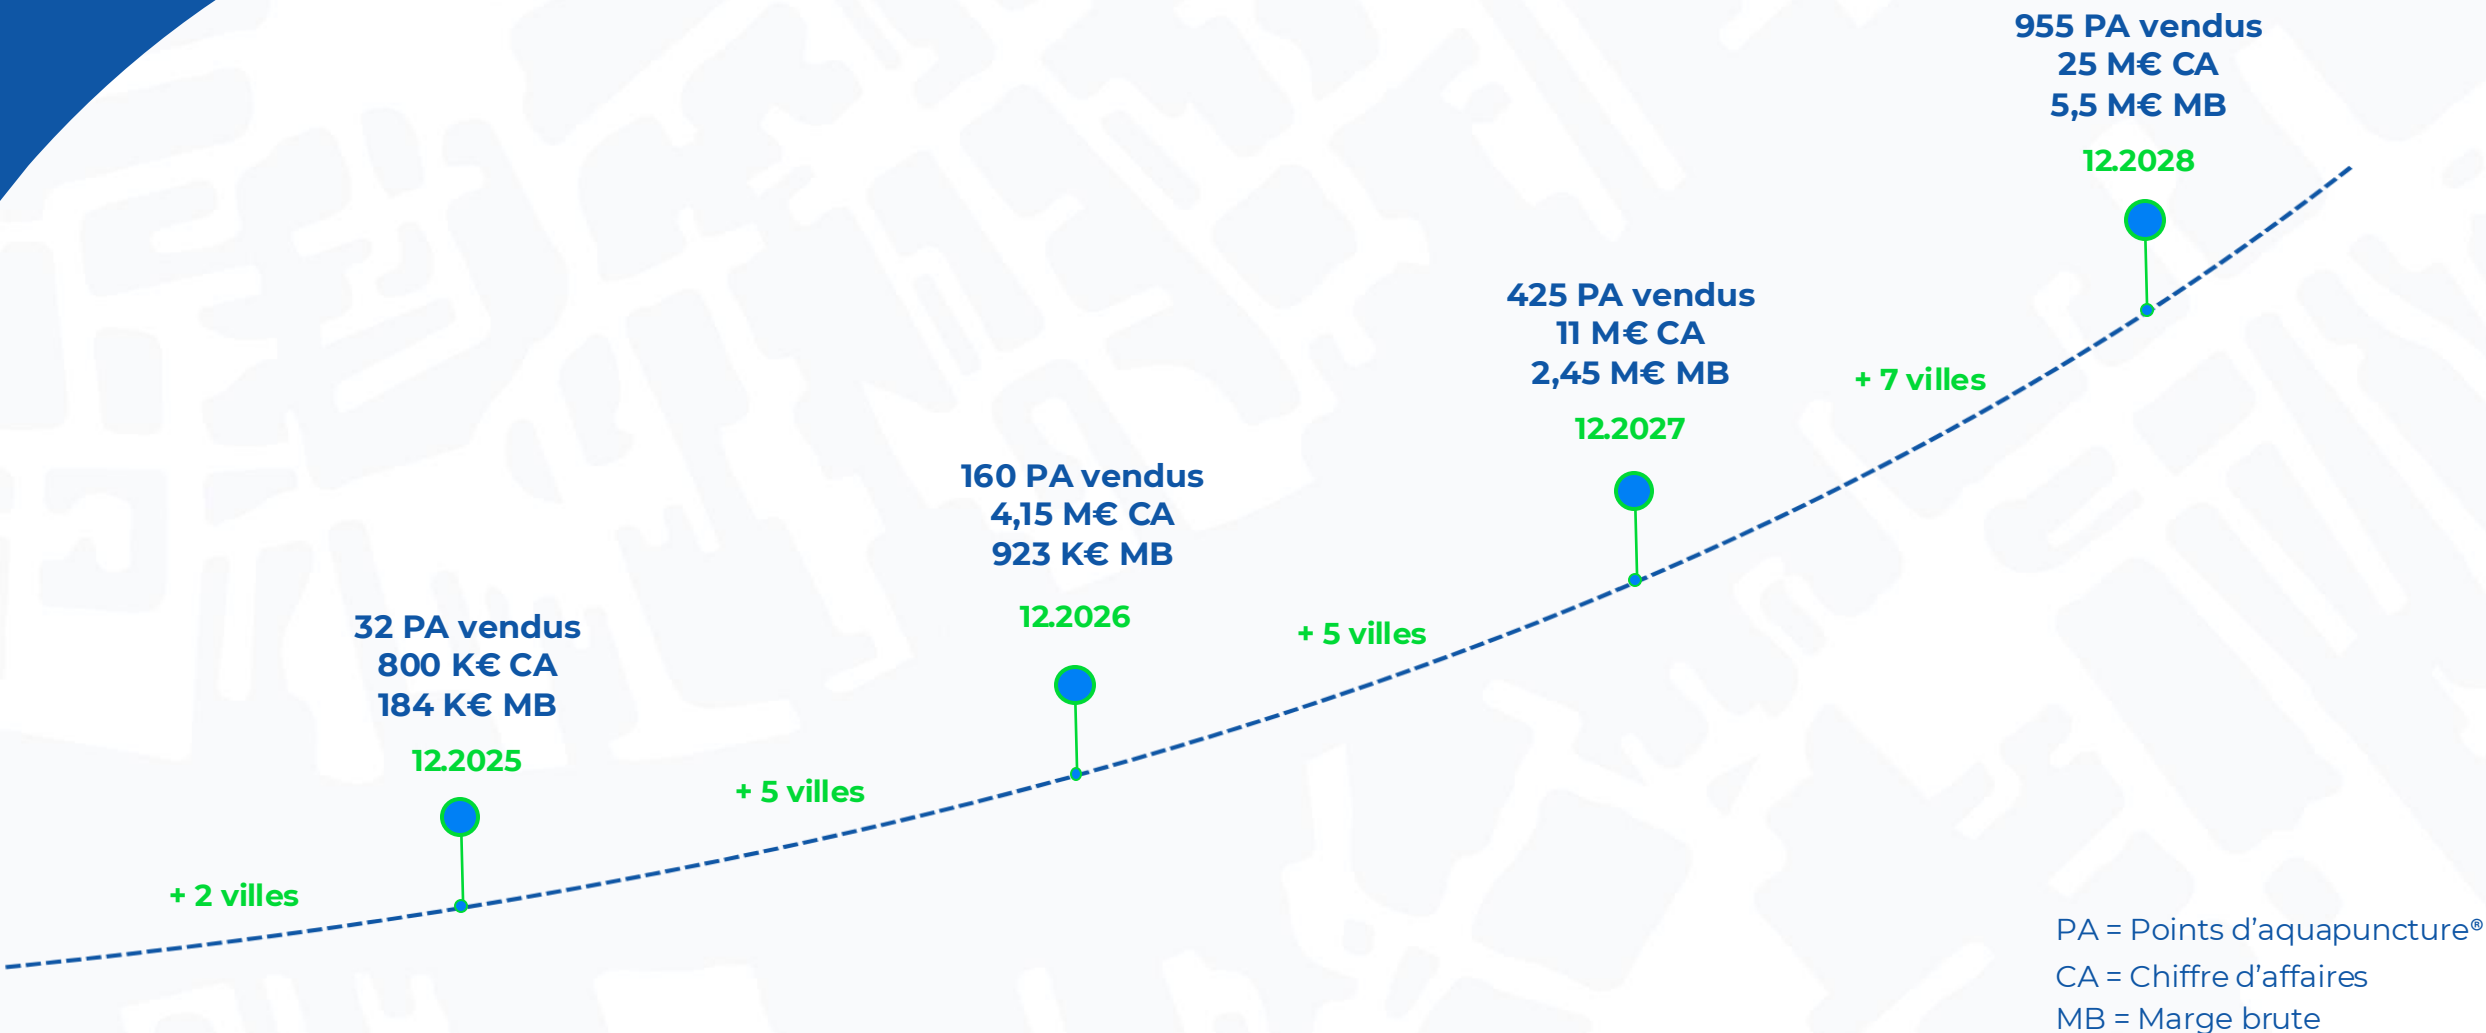 955 PA vendus
25 M€ CA
5,5 M€ MB
12.2028
425 PA vendus
11 M€ CA
2,45 M€ MB
12.2027
+ 7 villes
160 PA vendus
4,15 M€ CA
923 K€ MB
12.2026
+ 5 villes
32 PA vendus
800 K€ CA
184 K€ MB
12.2025
+ 5 villes
+ 2 villes
PA = Points d’aquapuncture®
CA = Chiffre d’affaires
MB = Marge brute